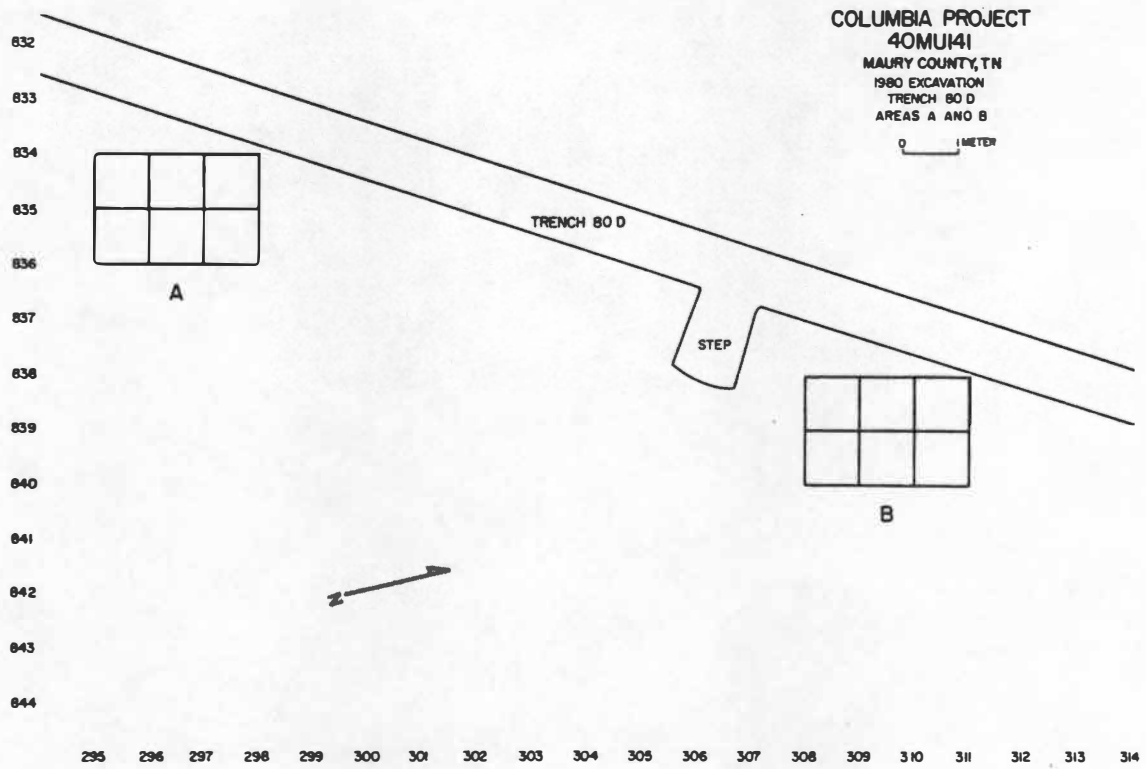 COLUMBIA PROJECT
40MU141
MAURY COUNTY, TN
1980 EXCAVATION
TRENCH 80 D
AREAS A AND B
0 1 METER
832
833
834
835
836
837
838
839
840
841
842
843
844
A
TRENCH 80 D
STEP
B
N
295 296 297 298 299 300 301 302 303 304 305 306 307 308 309 310 311 312 313 314